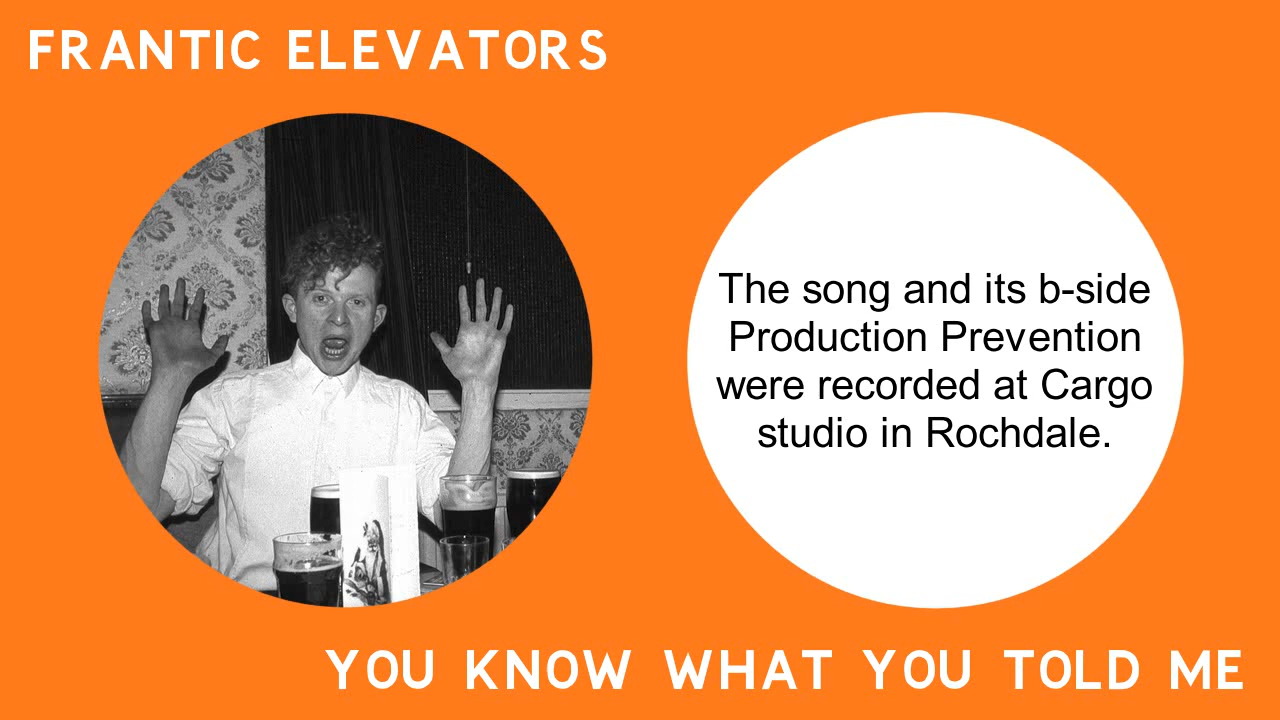 FRANTIC ELEVATORS
The song and its b-side
Production Prevention
were recorded at Cargo
studio in Rochdale.
YOU KNOW WHAT YOU TOLD ME